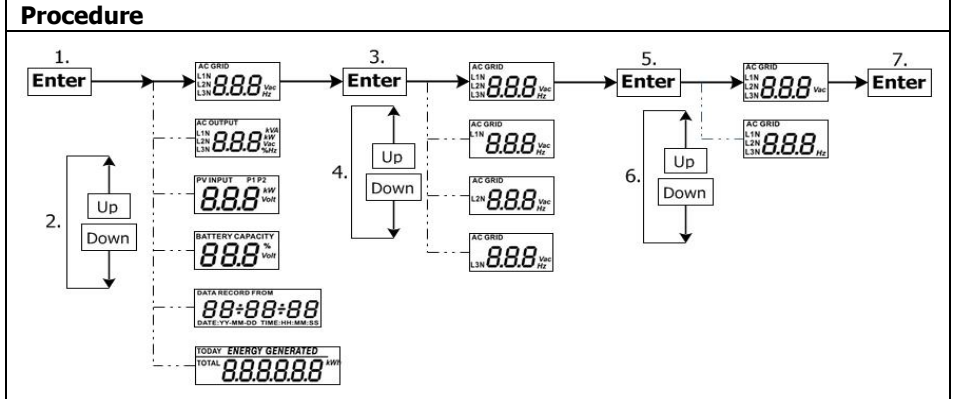 Procedure
1.
Enter
AC GRID
L1N
L2N
L3N
8.8.8.
Vac
Hz
3.
Enter
AC GRID
L1N
L2N
L3N
8.8.8
Vac
Hz
5.
Enter
AC GRID
L1N
L2N
L3N
8.8.8
Vac
7.
Enter
2.
Up
Down
AC OUTPUT
L1N
L2N
L3N
8.8.8
kVA
kW
Vac
%Hz
PV INPUT P1 P2
8.8.8
kW
Volt
BATTERY CAPACITY
88.8
%
Volt
DATA RECORD FROM
88:88:88
DATE:YY-MM-DD TIME:HH:MM:SS
TODAY ENERGY GENERATED
TOTAL 8.8.8.8.8.8 kWh
4.
Up
Down
AC GRID
L1N
8.8.8
Vac
Hz
AC GRID
L2N 8.8.8
Vac
Hz
AC GRID
L3N 8.8.8
Vac
Hz
6.
Up
Down
AC GRID
L1N
L2N
L3N
8.8.8
Hz